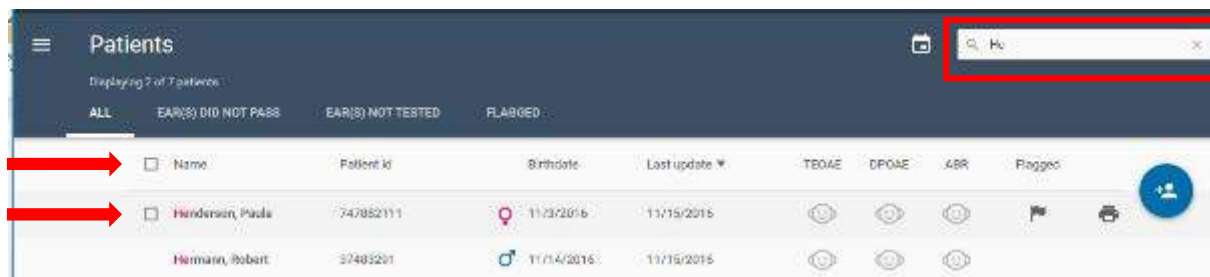 Patients
He
Displaying 7 of 7 patients
ALL EAR(S) DID NOT PASS EAR(S) NOT TESTED FLAGGED
Name Patient Id Birthdate Last update ▼ TEOAE DPOAE ABR Flagged
Henderson, Paula 747862111 11/3/2016 11/15/2016
Hermann, Robert 37483291 11/14/2016 11/15/2016